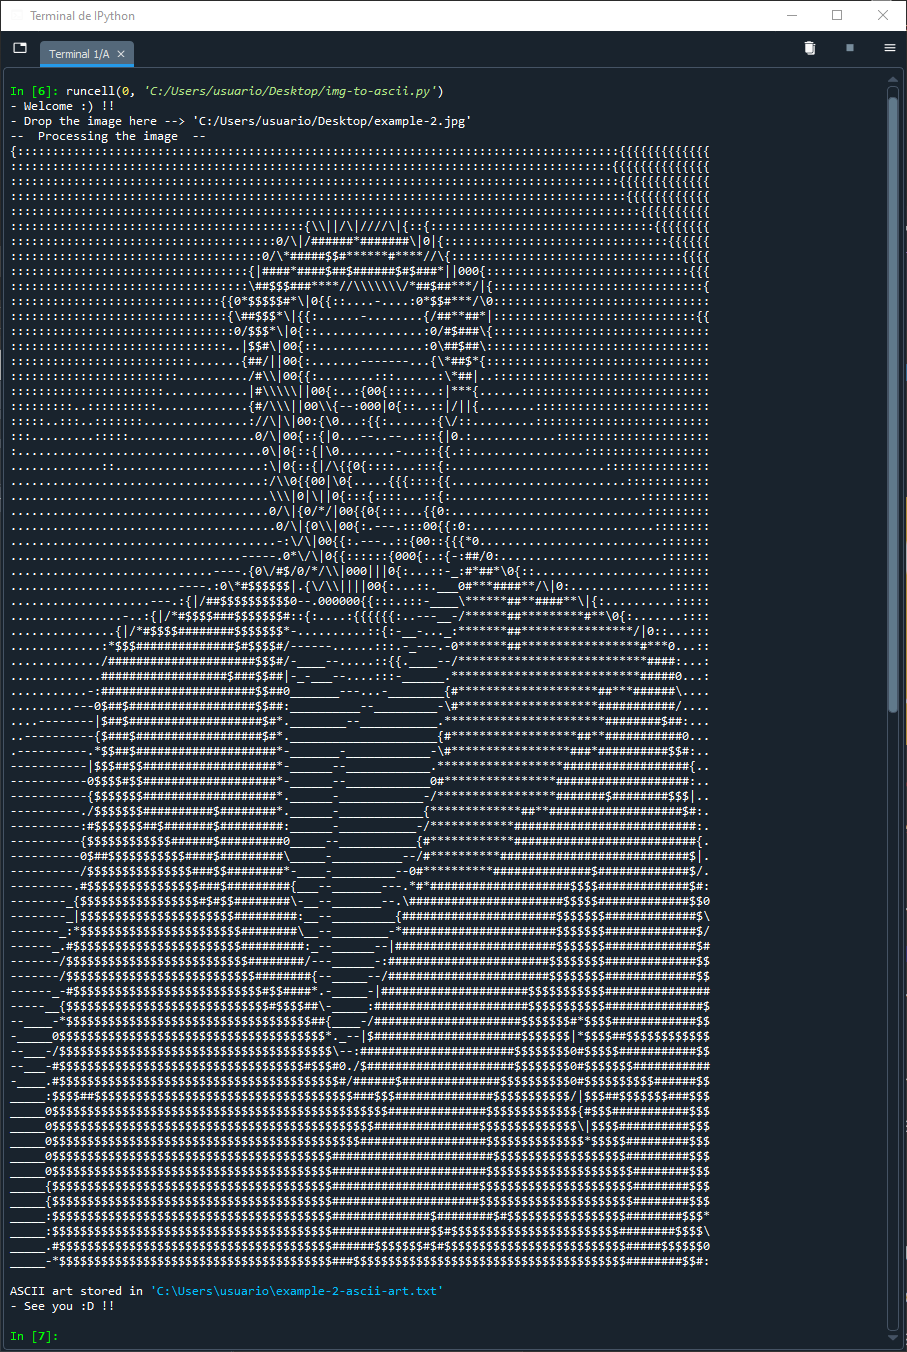 Terminal de IPython
Terminal 1/A
In [6]: runcell(0, 'C:/Users/usuario/Desktop/img-to-ascii.py')
- Welcome :) !!
- Drop the image here --> 'C:/Users/usuario/Desktop/example-2.jpg'
--  Processing the image  --
ASCII art stored in 'C:\Users\usuario\example-2-ascii-art.txt'
- See you :D !!
In [7]: